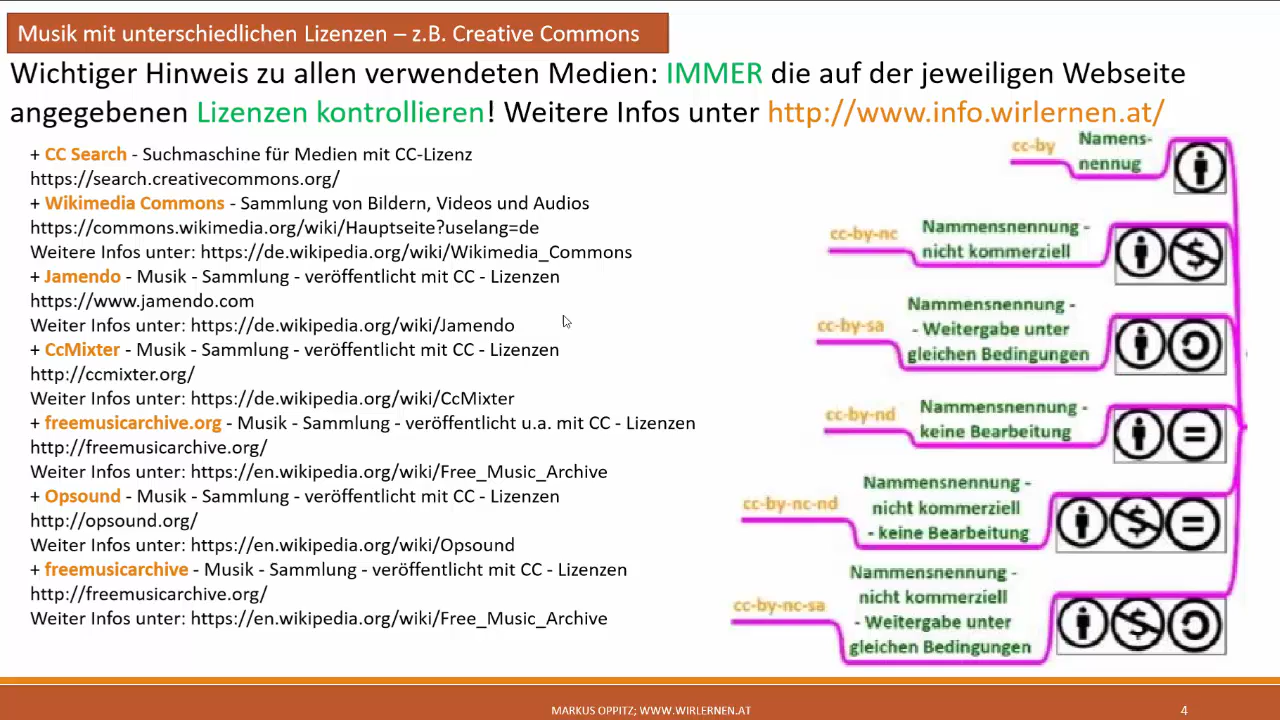 Musik mit unterschiedlichen Lizenzen – z.B. Creative Commons
Wichtiger Hinweis zu allen verwendeten Medien: IMMER die auf der jeweiligen Webseite
angegebenen Lizenzen kontrollieren! Weitere Infos unter http://www.info.wirlernen.at/
+ CC Search - Suchmaschine für Medien mit CC-Lizenz
https://search.creativecommons.org/
+ Wikimedia Commons - Sammlung von Bildern, Videos und Audios
https://commons.wikimedia.org/wiki/Hauptseite?uselang=de
Weitere Infos unter: https://de.wikipedia.org/wiki/Wikimedia_Commons
+ Jamendo - Musik - Sammlung - veröffentlicht mit CC - Lizenzen
https://www.jamendo.com
Weiter Infos unter: https://de.wikipedia.org/wiki/Jamendo
+ CcMixter - Musik - Sammlung - veröffentlicht mit CC - Lizenzen
http://ccmixter.org/
Weiter Infos unter: https://de.wikipedia.org/wiki/CcMixter
+ freemusicarchive.org - Musik - Sammlung - veröffentlicht u.a. mit CC - Lizenzen
http://freemusicarchive.org/
Weiter Infos unter: https://en.wikipedia.org/wiki/Free_Music_Archive
+ Opsound - Musik - Sammlung - veröffentlicht mit CC - Lizenzen
http://opsound.org/
Weiter Infos unter: https://en.wikipedia.org/wiki/Opsound
+ freemusicarchive - Musik - Sammlung - veröffentlicht mit CC - Lizenzen
http://freemusicarchive.org/
Weiter Infos unter: https://en.wikipedia.org/wiki/Free_Music_Archive
cc-by
Namens-
nennug
cc-by-nc
Nammensnennung -
nicht kommerziell
cc-by-sa
Nammensnennung -
- Weitergabe unter
gleichen Bedingungen
cc-by-nd
Nammensnennung -
keine Bearbeitung
cc-by-nc-nd
Nammensnennung -
nicht kommerziell
- keine Bearbeitung
cc-by-nc-sa
Nammensnennung -
nicht kommerziell
- Weitergabe unter
gleichen Bedingungen
MARKUS OPPITZ; WWW.WIRLERNEN.AT
4